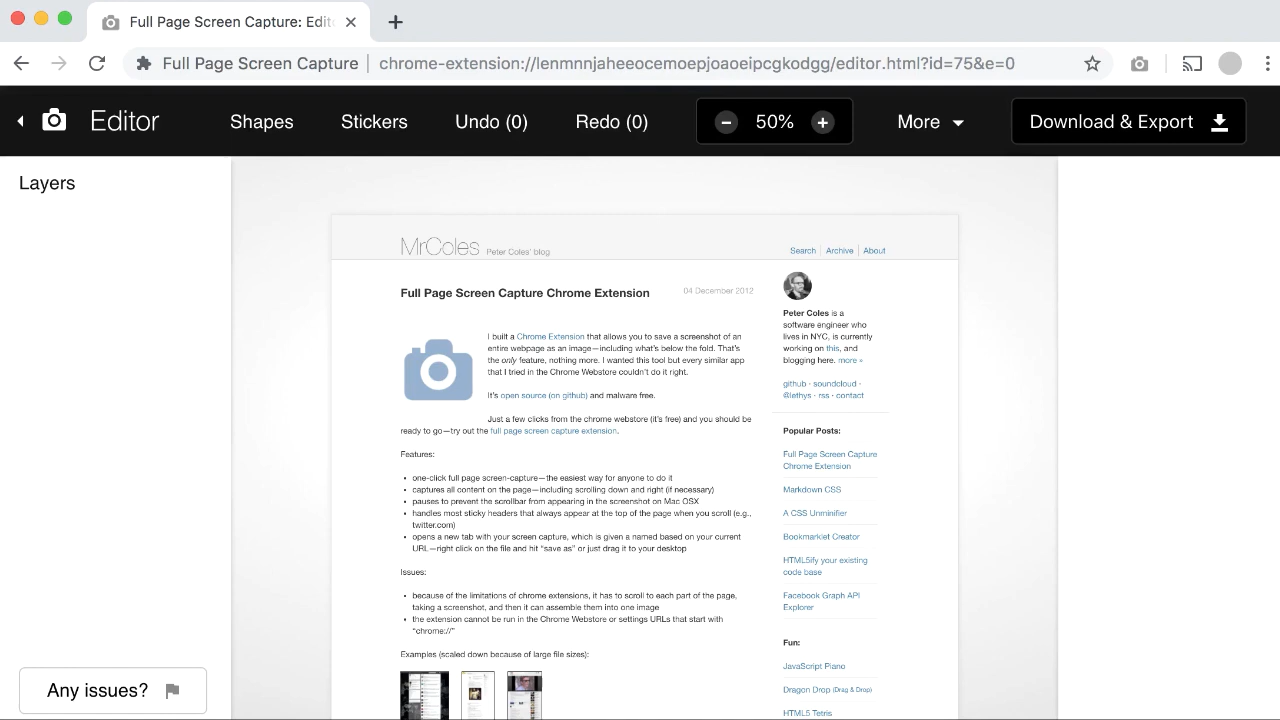 Full Page Screen Capture: Edit
Full Page Screen Capture | chrome-extension://lenmnnjaheeocemoepjoaoeipcgkodgg/editor.html?id=75&e=0
Editor Shapes Stickers Undo (0) Redo (0) 50% More Download & Export
Layers
MrColes Peter Coles' blog
Search Archive About
Full Page Screen Capture Chrome Extension 04 December 2012
I built a Chrome Extension that allows you to save a screenshot of an
entire webpage as an image—including what's below the fold. That's
the only feature, nothing more. I wanted this tool but every similar app
that I tried in the Chrome Webstore couldn't do it right.
It's open source (on github) and malware free.
Just a few clicks from the chrome webstore (it's free) and you should be
ready to go—try out the full page screen capture extension.
Features:
• one-click full page screen-capture—the easiest way for anyone to do it
• captures all content on the page—including scrolling down and right (if necessary)
• pauses to prevent the scrollbar from appearing in the screenshot on Mac OSX
• handles most sticky headers that always appear at the top of the page when you scroll (e.g.,
twitter.com)
• opens a new tab with your screen capture, which is given a named based on your current
URL—right click on the file and hit "save as" or just drag it to your desktop
Issues:
• because of the limitations of chrome extensions, it has to scroll to each part of the page,
taking a screenshot, and then it can assemble them into one image
• the extension cannot be run in the Chrome Webstore or settings URLs that start with
"chrome://"
Examples (scaled down because of large file sizes):
Peter Coles is a
software engineer who
lives in NYC, is currently
working on this, and
blogging here. more »
github · soundcloud ·
@lethys · rss · contact
Popular Posts:
Full Page Screen Capture
Chrome Extension
Markdown CSS
A CSS Unminifier
Bookmarklet Creator
HTML5ify your existing
code base
Facebook Graph API
Explorer
Fun:
JavaScript Piano
Dragon Drop (Drag & Drop)
HTML5 Tetris
Any issues?